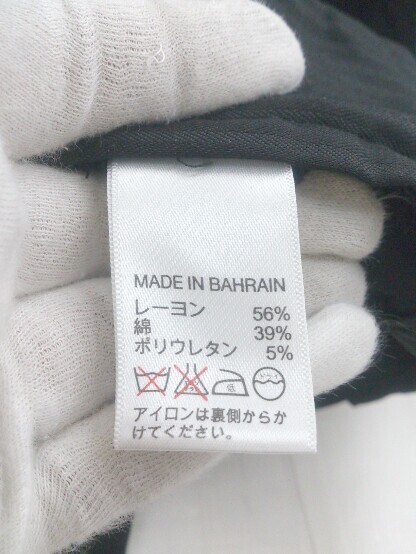 MADE IN BAHRAIN
レーヨン 56%
綿 39%
ポリウレタン 5%
アイロンは裏側からか
けてください。